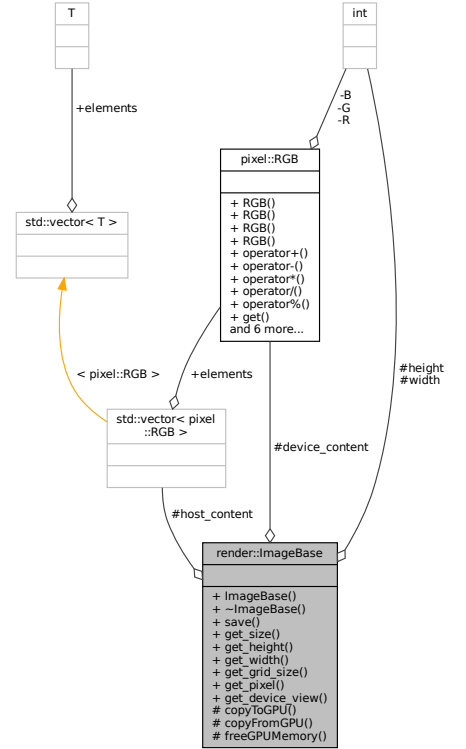 T
int
+elements
-B
-G
-R
pixel::RGB
+ RGB()
+ RGB()
+ RGB()
+ RGB()
+ operator+()
+ operator-()
+ operator*()
+ operator/()
+ operator%()
+ get()
and 6 more...
std::vector< T >
< pixel::RGB >
+elements
#height
#width
std::vector< pixel
::RGB >
#device_content
#host_content
render::ImageBase
+ ImageBase()
+ ~ImageBase()
+ save()
+ get_size()
+ get_height()
+ get_width()
+ get_grid_size()
+ get_pixel()
+ get_device_view()
# copyToGPU()
# copyFromGPU()
# freeGPUMemory()